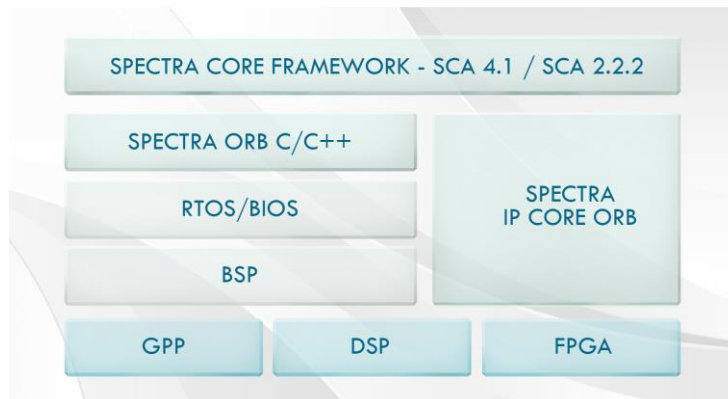 SPECTRA CORE FRAMEWORK - SCA 4.1 / SCA 2.2.2
SPECTRA ORB C/C++
RTOS/BIOS
BSP
SPECTRA
IP CORE ORB
GPP
DSP
FPGA